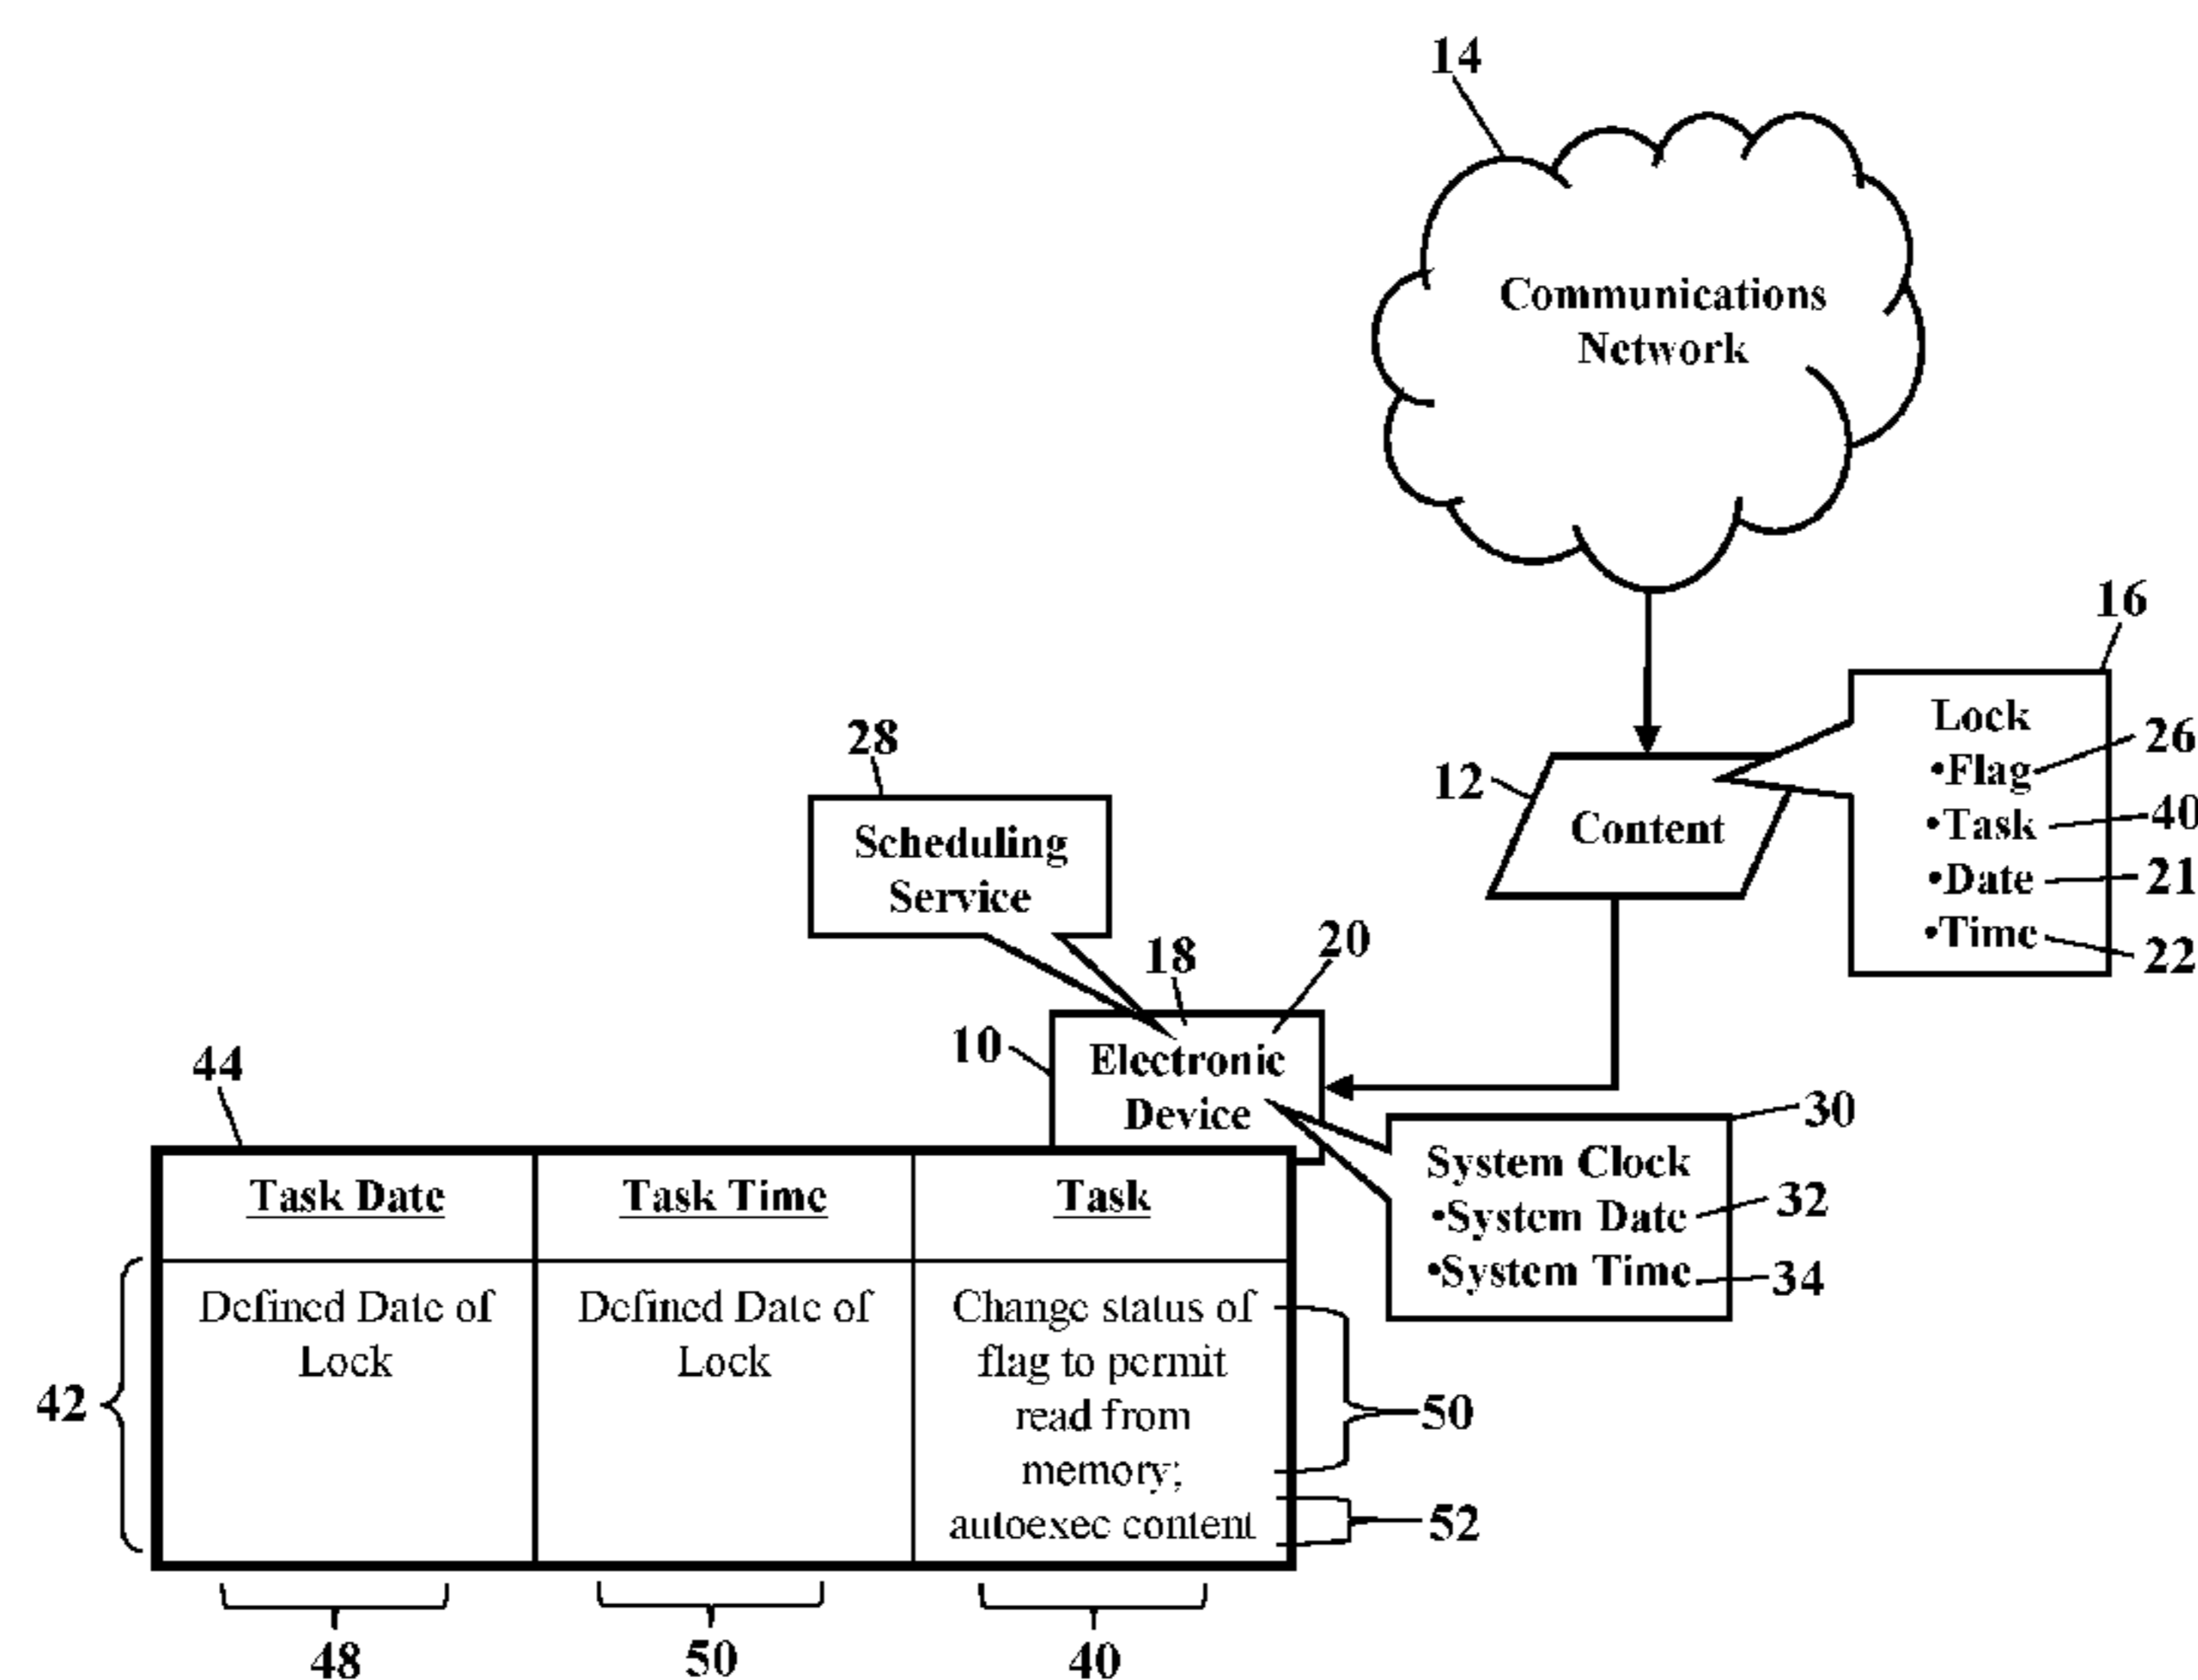 14
Communications
Network
16
Lock
•Flag
26
•Task
40
•Date
21
•Time
22
12
Content
28
Scheduling
Service
18
20
10
Electronic
Device
30
System Clock
•System Date
32
•System Time
34
44
Task Date
Task Time
Task
42
Defined Date of
Lock
Defined Date of
Lock
Change status of
flag to permit
read from
memory;
autoexec content
50
52
48
50
40